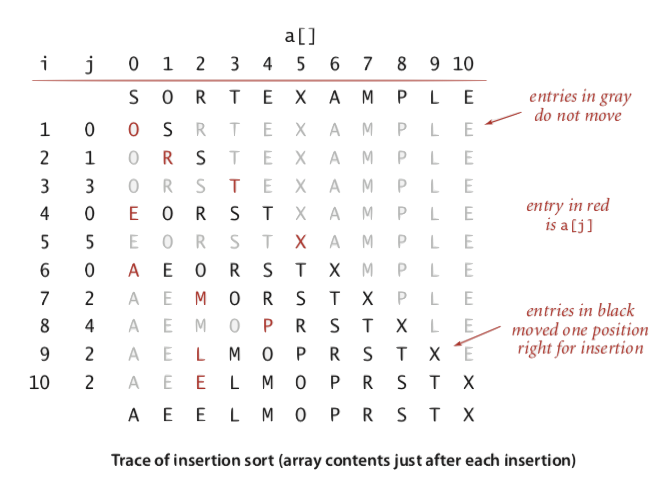 a[]
i j 0 1 2 3 4 5 6 7 8 9 10
S O R T E X A M P L E
entries in gray
do not move
1 0 O S R T E X A M P L E
2 1 O R S T E X A M P L E
3 3 O R S T E X A M P L E
4 0 E O R S T X A M P L E
entry in red
is a[j]
5 5 E O R S T X A M P L E
6 0 A E O R S T X M P L E
7 2 A E M O R S T X P L E
entries in black
moved one position
right for insertion
8 4 A E M O P R S T X L E
9 2 A E L M O P R S T X E
10 2 A E E L M O P R S T X
A E E L M O P R S T X
Trace of insertion sort (array contents just after each insertion)